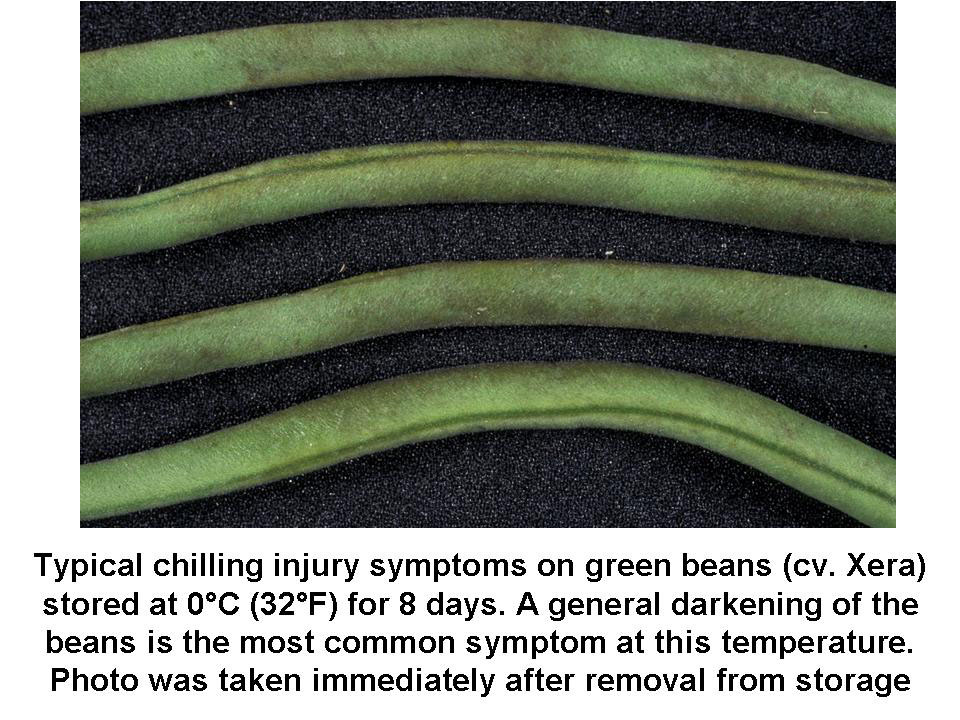 Typical chilling injury symptoms on green beans (cv. Xera)
stored at 0°C (32°F) for 8 days. A general darkening of the
beans is the most common symptom at this temperature.
Photo was taken immediately after removal from storage